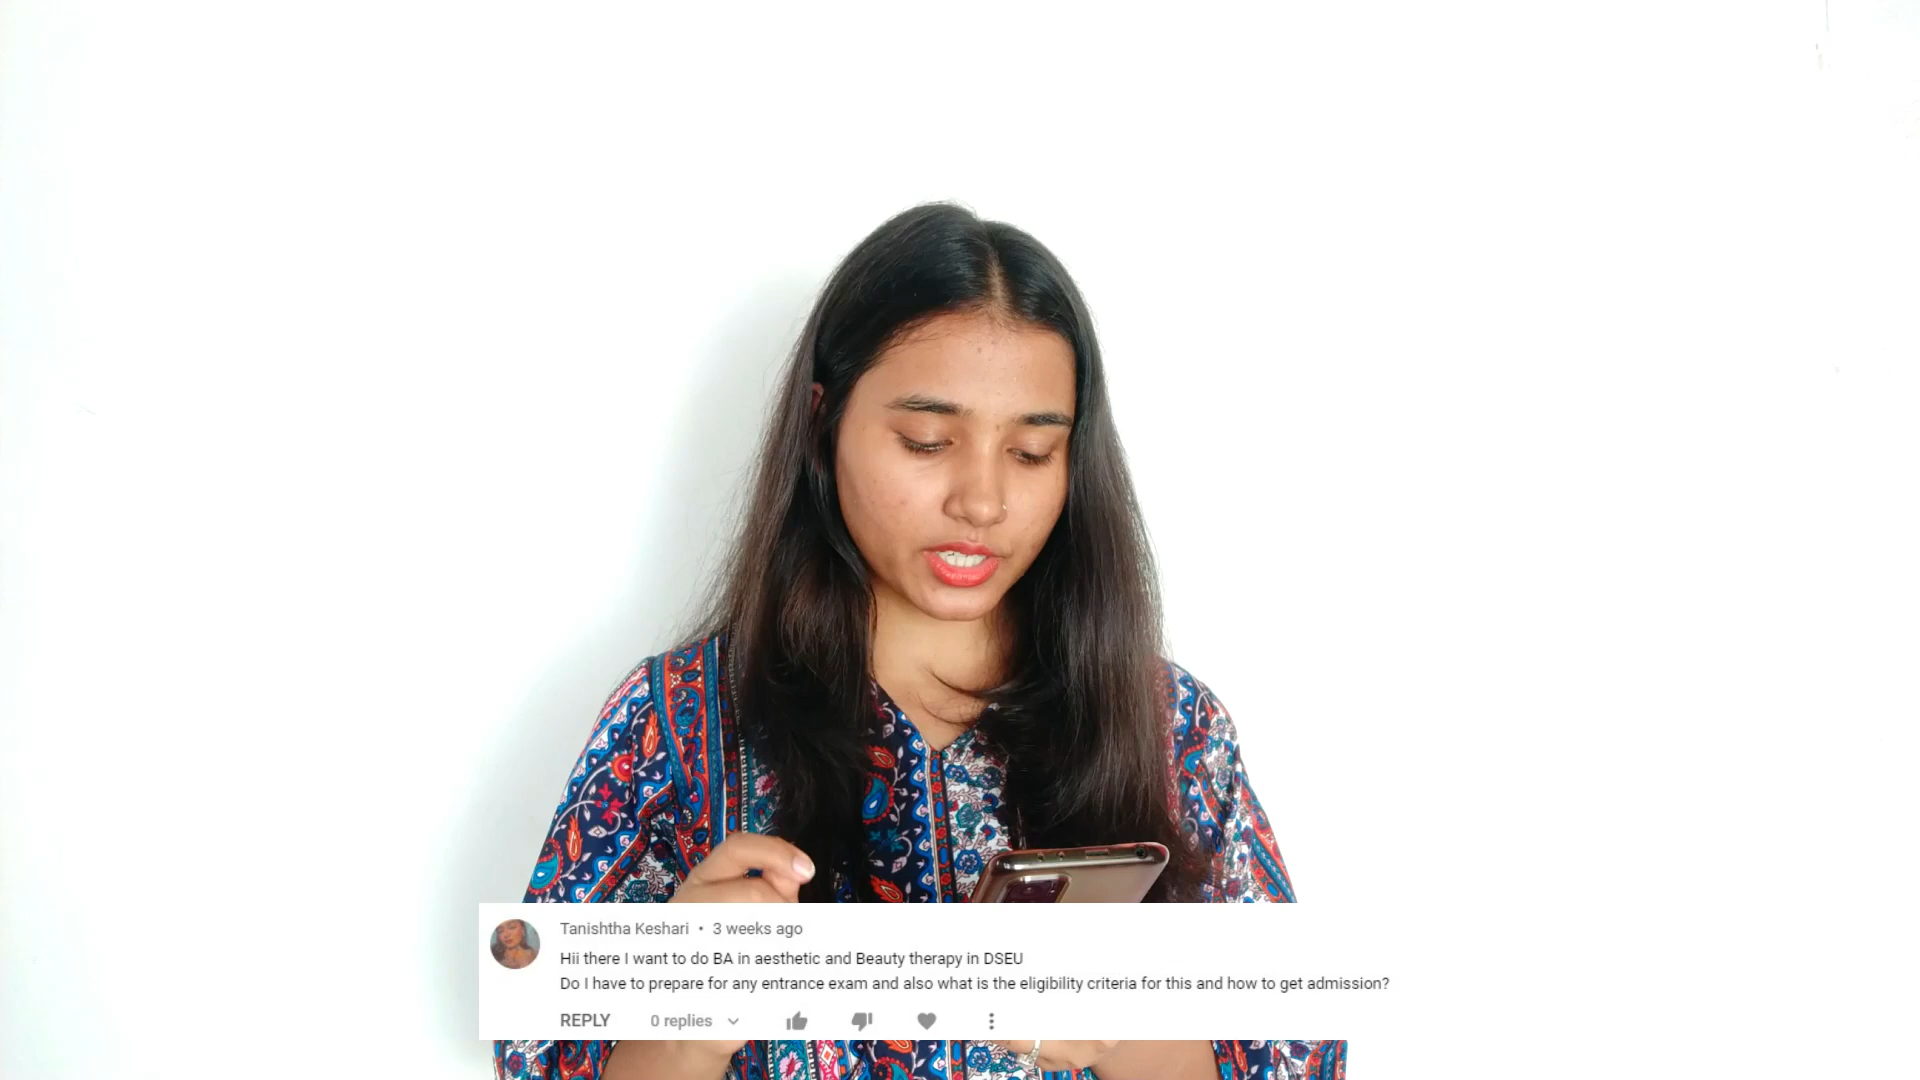 Tanishtha Keshari • 3 weeks ago
Hii there I want to do BA in aesthetic and Beauty therapy in DSEU
Do I have to prepare for any entrance exam and also what is the eligibility criteria for this and how to get admission?
REPLY 0 replies